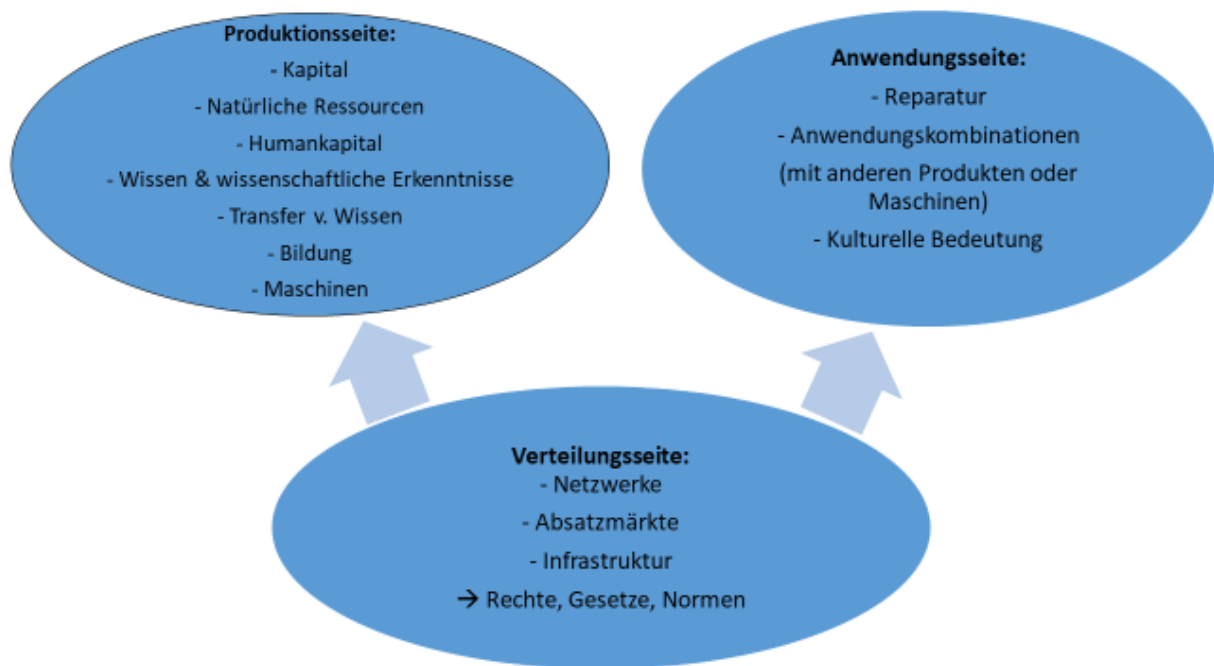 Produktionsseite:
- Kapital
- Natürliche Ressourcen
- Humankapital
- Wissen & wissenschaftliche Erkenntnisse
- Transfer v. Wissen
- Bildung
- Maschinen
Anwendungsseite:
- Reparatur
- Anwendungskombinationen
(mit anderen Produkten oder
Maschinen)
- Kulturelle Bedeutung
Verteilungsseite:
- Netzwerke
- Absatzmärkte
- Infrastruktur
→ Rechte, Gesetze, Normen